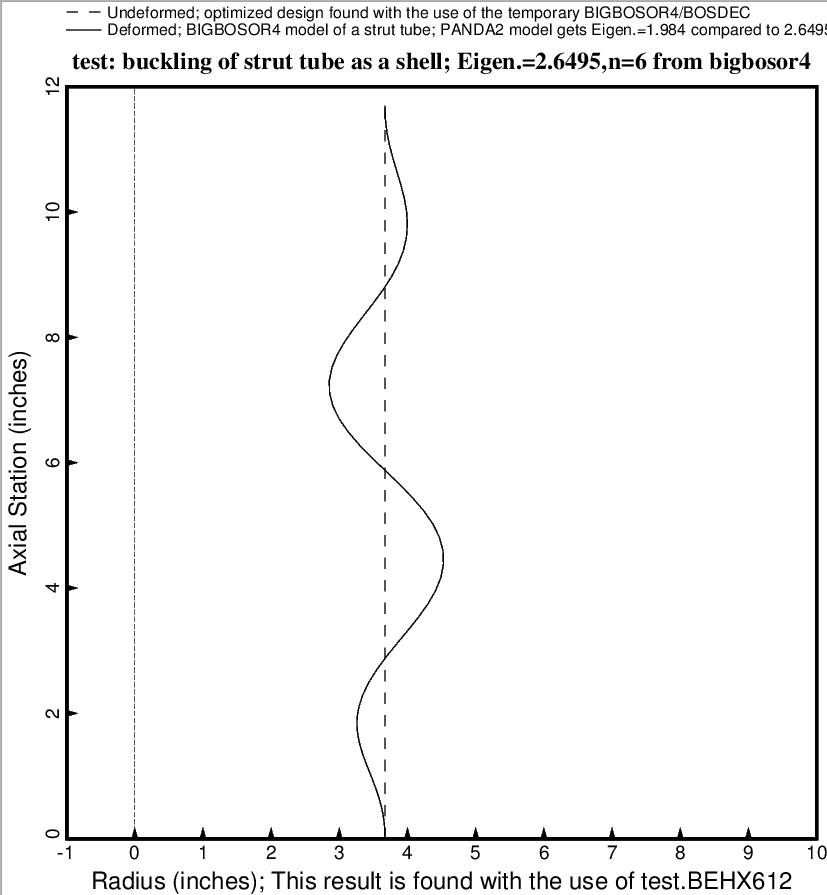 Undeformed; optimized design found with the use of the temporary BIGBOSOR4/BOSDEC
Deformed; BIGBOSOR4 model of a strut tube; PANDA2 model gets Eigen.=1.984 compared to 2.6495
test: buckling of strut tube as a shell; Eigen.=2.6495,n=6 from bigbosor4
12
10
8
6
4
2
0
Axial Station (inches)
-1 0 1 2 3 4 5 6 7 8 9 10
Radius (inches); This result is found with the use of test.BEHX612